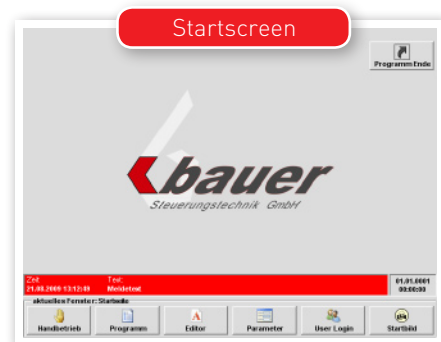 Startscreen
Programm Ende
bauer
Steuerungstechnik GmbH
Zeit Text:
21.08.2009 13:12:49 Meldetext
01.01.0001
00:00:00
aktuelles Fenster: Startseite
Handbetrieb Programm Editor Parameter User Login Startbild